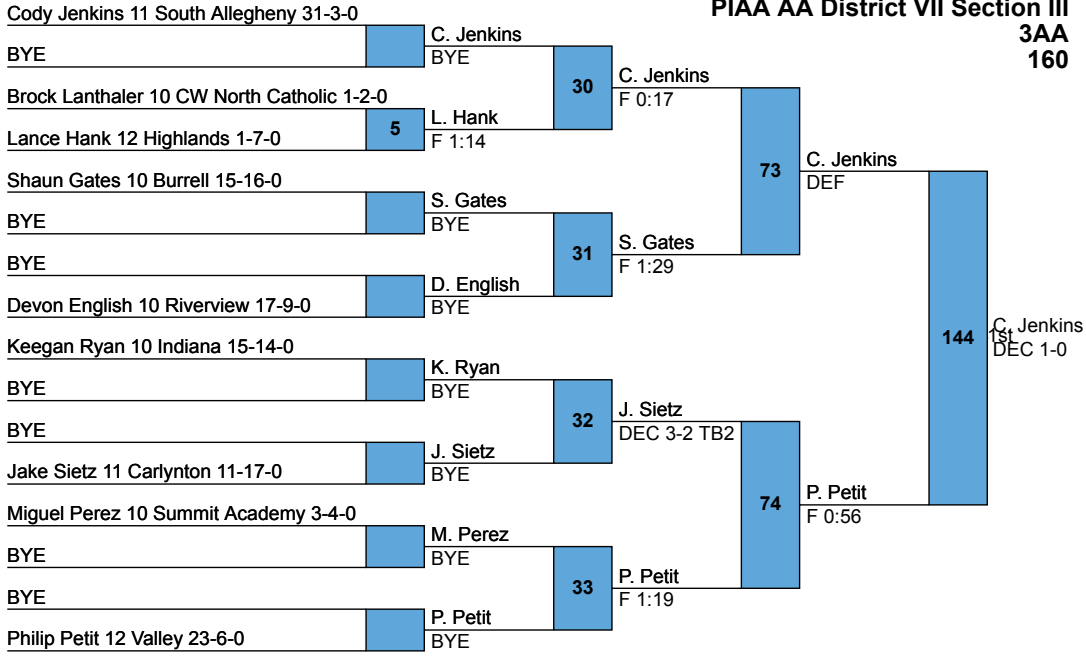 PIAA AA District VII Section III
3AA
160
Cody Jenkins 11 South Allegheny 31-3-0
BYE
Brock Lanthaler 10 CW North Catholic 1-2-0
Lance Hank 12 Highlands 1-7-0
Shaun Gates 10 Burrell 15-16-0
BYE
BYE
Devon English 10 Riverview 17-9-0
Keegan Ryan 10 Indiana 15-14-0
BYE
BYE
Jake Sietz 11 Carlynton 11-17-0
Miguel Perez 10 Summit Academy 3-4-0
BYE
BYE
Philip Petit 12 Valley 23-6-0
5
C. Jenkins
BYE
L. Hank
F 1:14
S. Gates
BYE
D. English
BYE
K. Ryan
BYE
J. Sietz
BYE
M. Perez
BYE
P. Petit
BYE
30
31
32
33
C. Jenkins
F 0:17
S. Gates
F 1:29
J. Sietz
DEC 3-2 TB2
P. Petit
F 1:19
73
74
C. Jenkins
DEF
P. Petit
F 0:56
144
C. Jenkins
1st
DEC 1-0